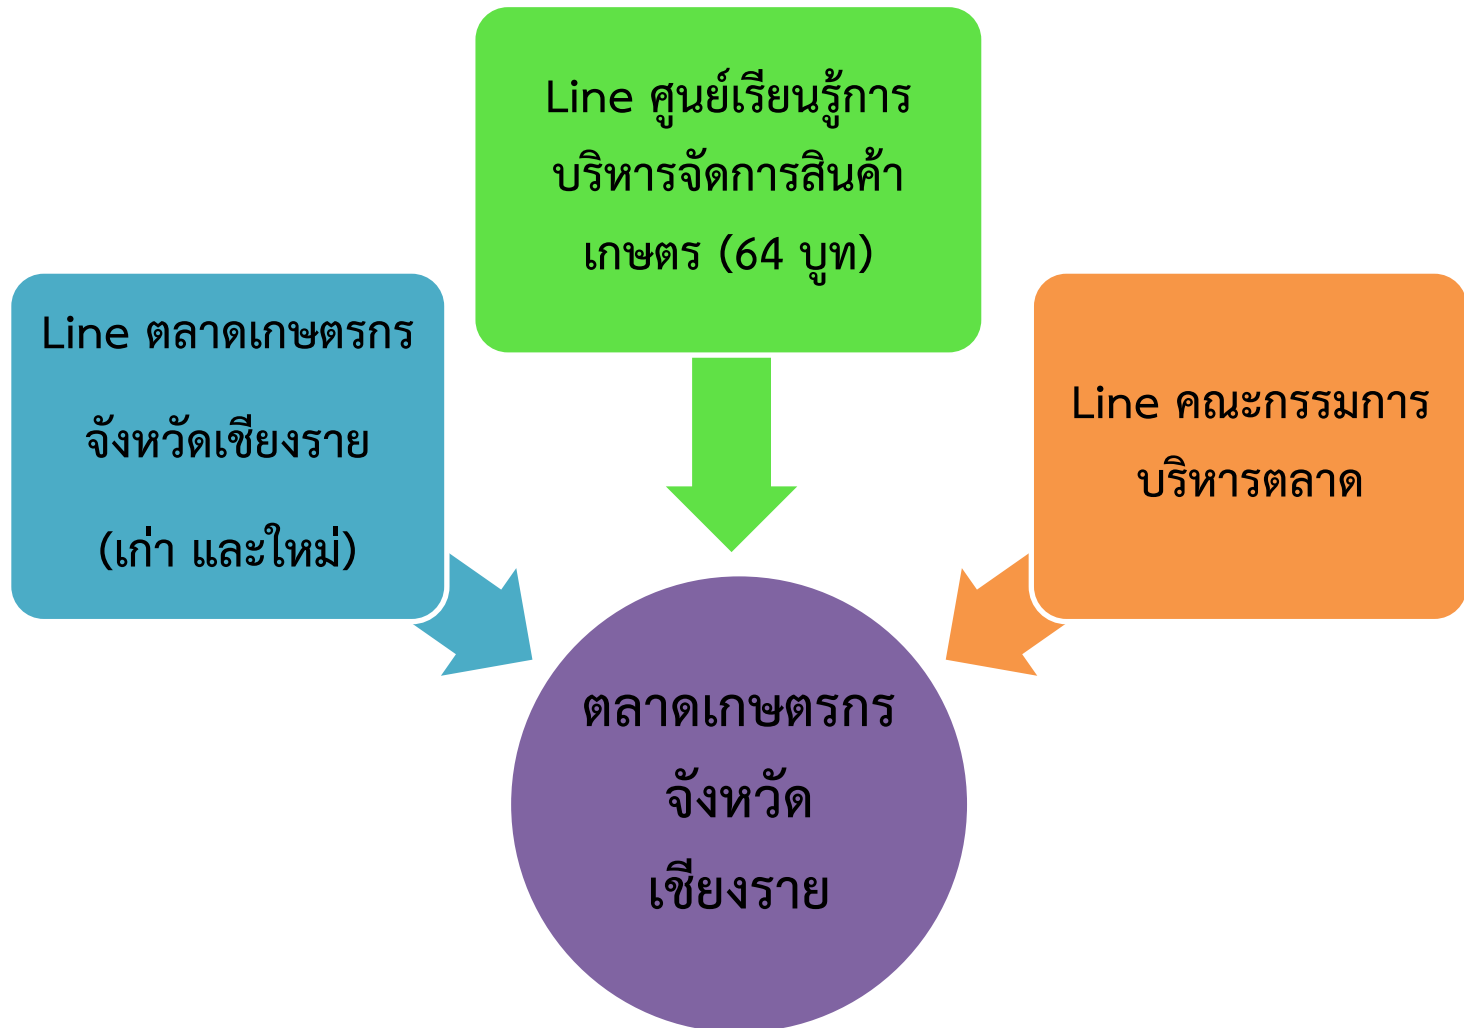 Line ศูนย์เรียนรู้การ
บริหารจัดการสินค้า
เกษตร (64 บูท)
Line ตลาดเกษตรกร
จังหวัดเชียงราย
(เก่า และใหม่)
Line คณะกรรมการ
บริหารตลาด
ตลาดเกษตรกร
จังหวัด
เชียงราย